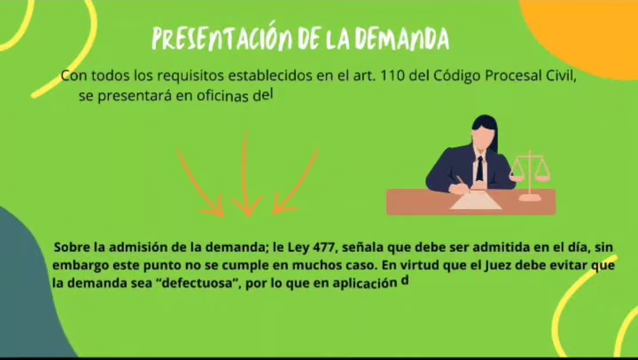 PRESENTACIÓN DE LA DEMANDA
Con todos los requisitos establecidos en el art. 110 del Código Procesal Civil,
se presentará en oficinas del
Sobre la admisión de la demanda; le Ley 477, señala que debe ser admitida en el día, sin
embargo este punto no se cumple en muchos caso. En virtud que el Juez debe evitar que
la demanda sea “defectuosa”, por lo que en aplicación d